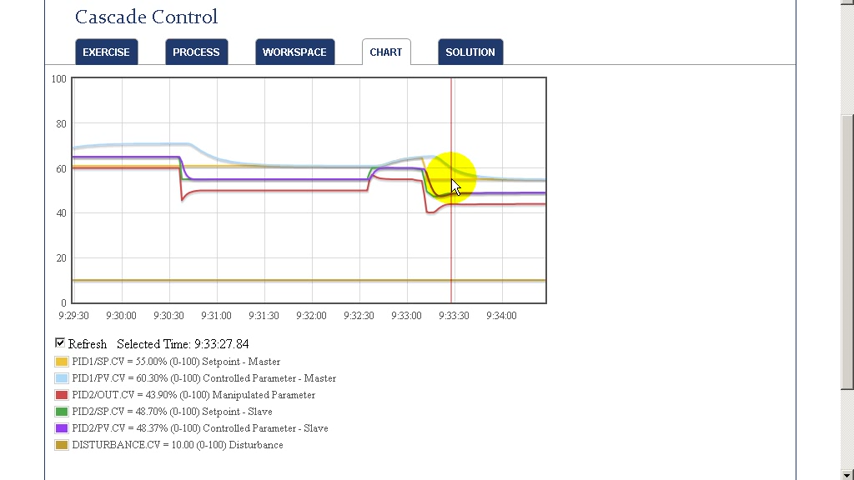 Cascade Control
EXERCISE PROCESS WORKSPACE CHART SOLUTION
100
80
60
40
20
0
9:29:30 9:30:00 9:30:30 9:31:00 9:31:30 9:32:00 9:32:30 9:33:00 9:33:30 9:34:00
Refresh Selected Time: 9:33:27.84
PID1/SP.CV = 55.00% (0-100) Setpoint - Master
PID1/PV.CV = 60.30% (0-100) Controlled Parameter - Master
PID2/OUT.CV = 43.90% (0-100) Manipulated Parameter
PID2/SP.CV = 48.70% (0-100) Setpoint - Slave
PID2/PV.CV = 48.37% (0-100) Controlled Parameter - Slave
DISTURBANCE.CV = 10.00 (0-100) Disturbance